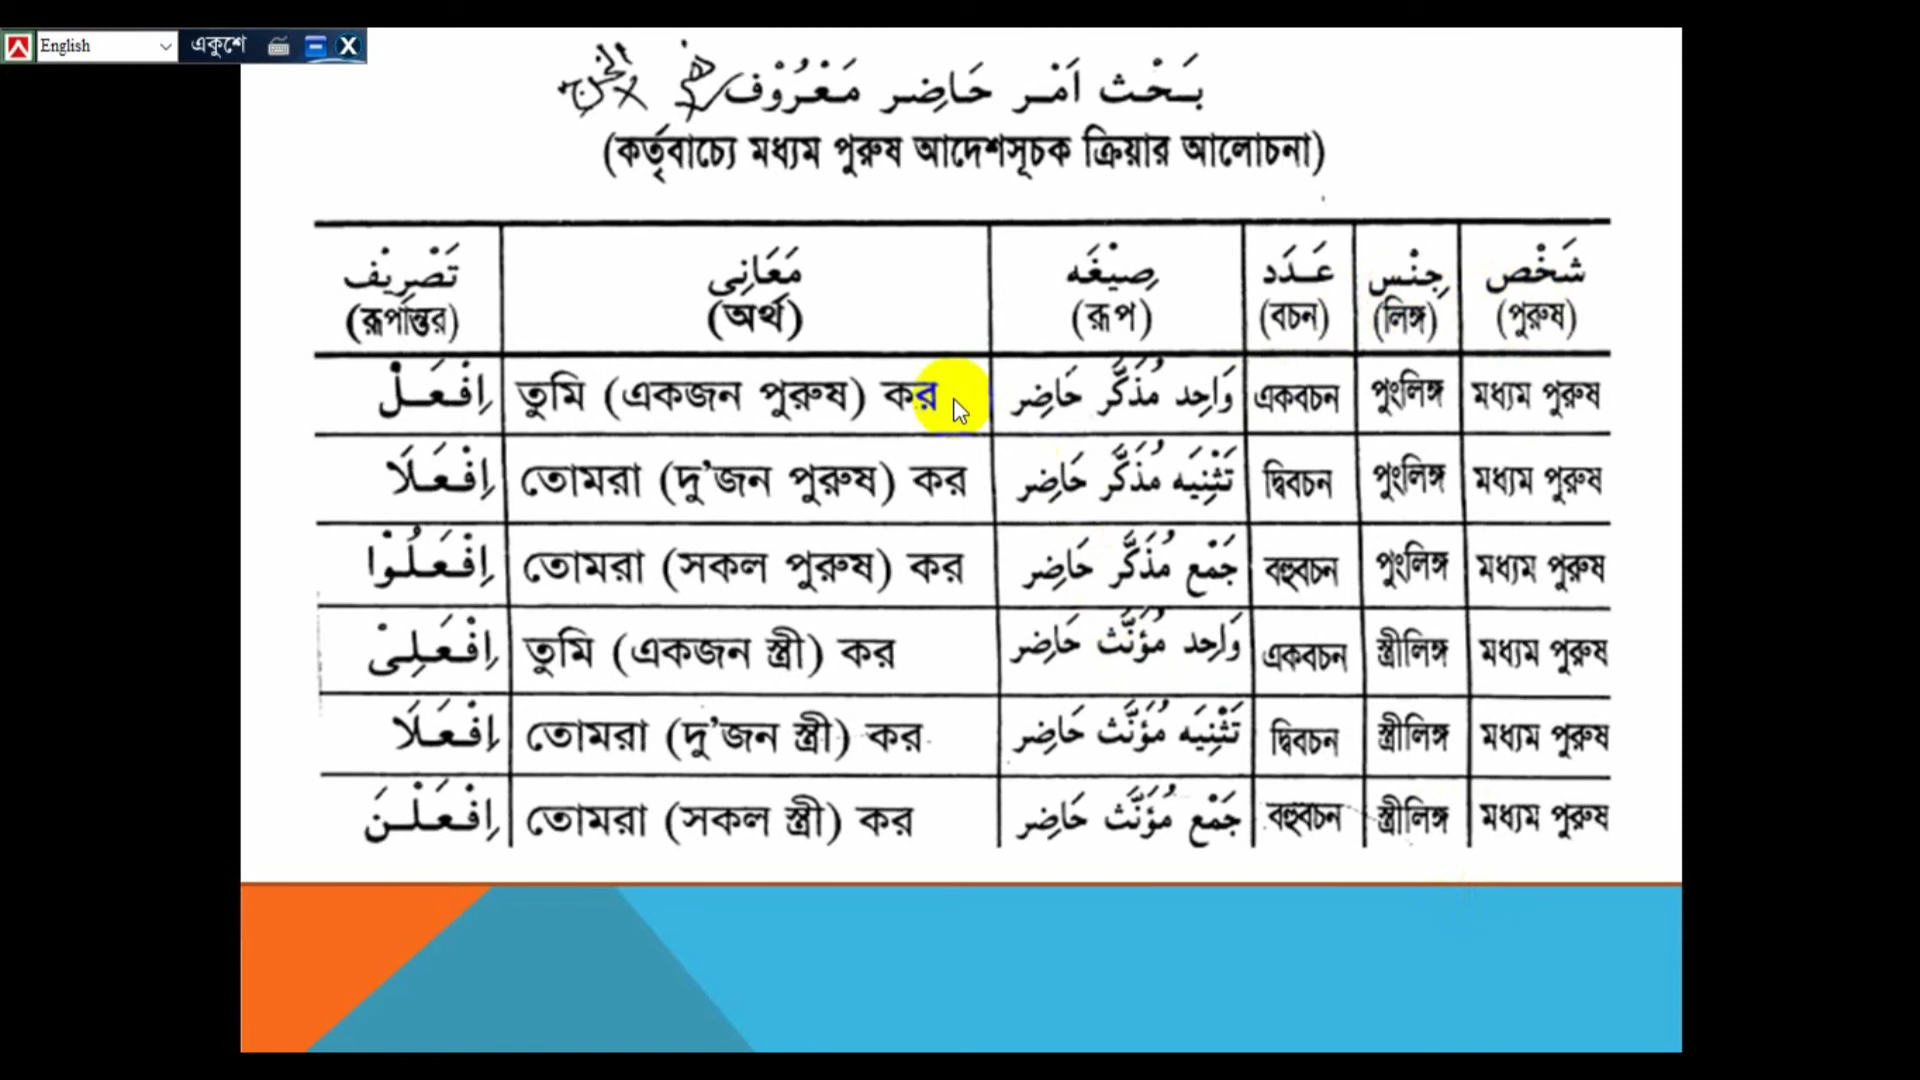 English একুশে
بَحْث اَمْر حَاضِر مَعْرُوْف
(কর্তৃবাচ্যে মধ্যম পুরুষ আদেশসূচক ক্রিয়ার আলোচনা)
تَصْرِيْف مَعَانِى صِيْغَه عَدَد جِنْس شَخْص
(রূপান্তর) (অর্থ) (রূপ) (বচন) (লিঙ্গ) (পুরুষ)
اِفْعَلْ তুমি (একজন পুরুষ) কর وَاحِد مُذَكَّر حَاضِر একবচন পুংলিঙ্গ মধ্যম পুরুষ
اِفْعَلَا তোমরা (দু'জন পুরুষ) কর تَثْنِيَه مُذَكَّر حَاضِر দ্বিবচন পুংলিঙ্গ মধ্যম পুরুষ
اِفْعَلُوْا তোমরা (সকল পুরুষ) কর جَمْع مُذَكَّر حَاضِر বহুবচন পুংলিঙ্গ মধ্যম পুরুষ
اِفْعَلِىْ তুমি (একজন স্ত্রী) কর وَاحِد مُؤَنَّث حَاضِر একবচন স্ত্রীলিঙ্গ মধ্যম পুরুষ
اِفْعَلَا তোমরা (দু'জন স্ত্রী) কর تَثْنِيَه مُؤَنَّث حَاضِر দ্বিবচন স্ত্রীলিঙ্গ মধ্যম পুরুষ
اِفْعَلْنَ তোমরা (সকল স্ত্রী) কর جَمْع مُؤَنَّث حَاضِر বহুবচন স্ত্রীলিঙ্গ মধ্যম পুরুষ